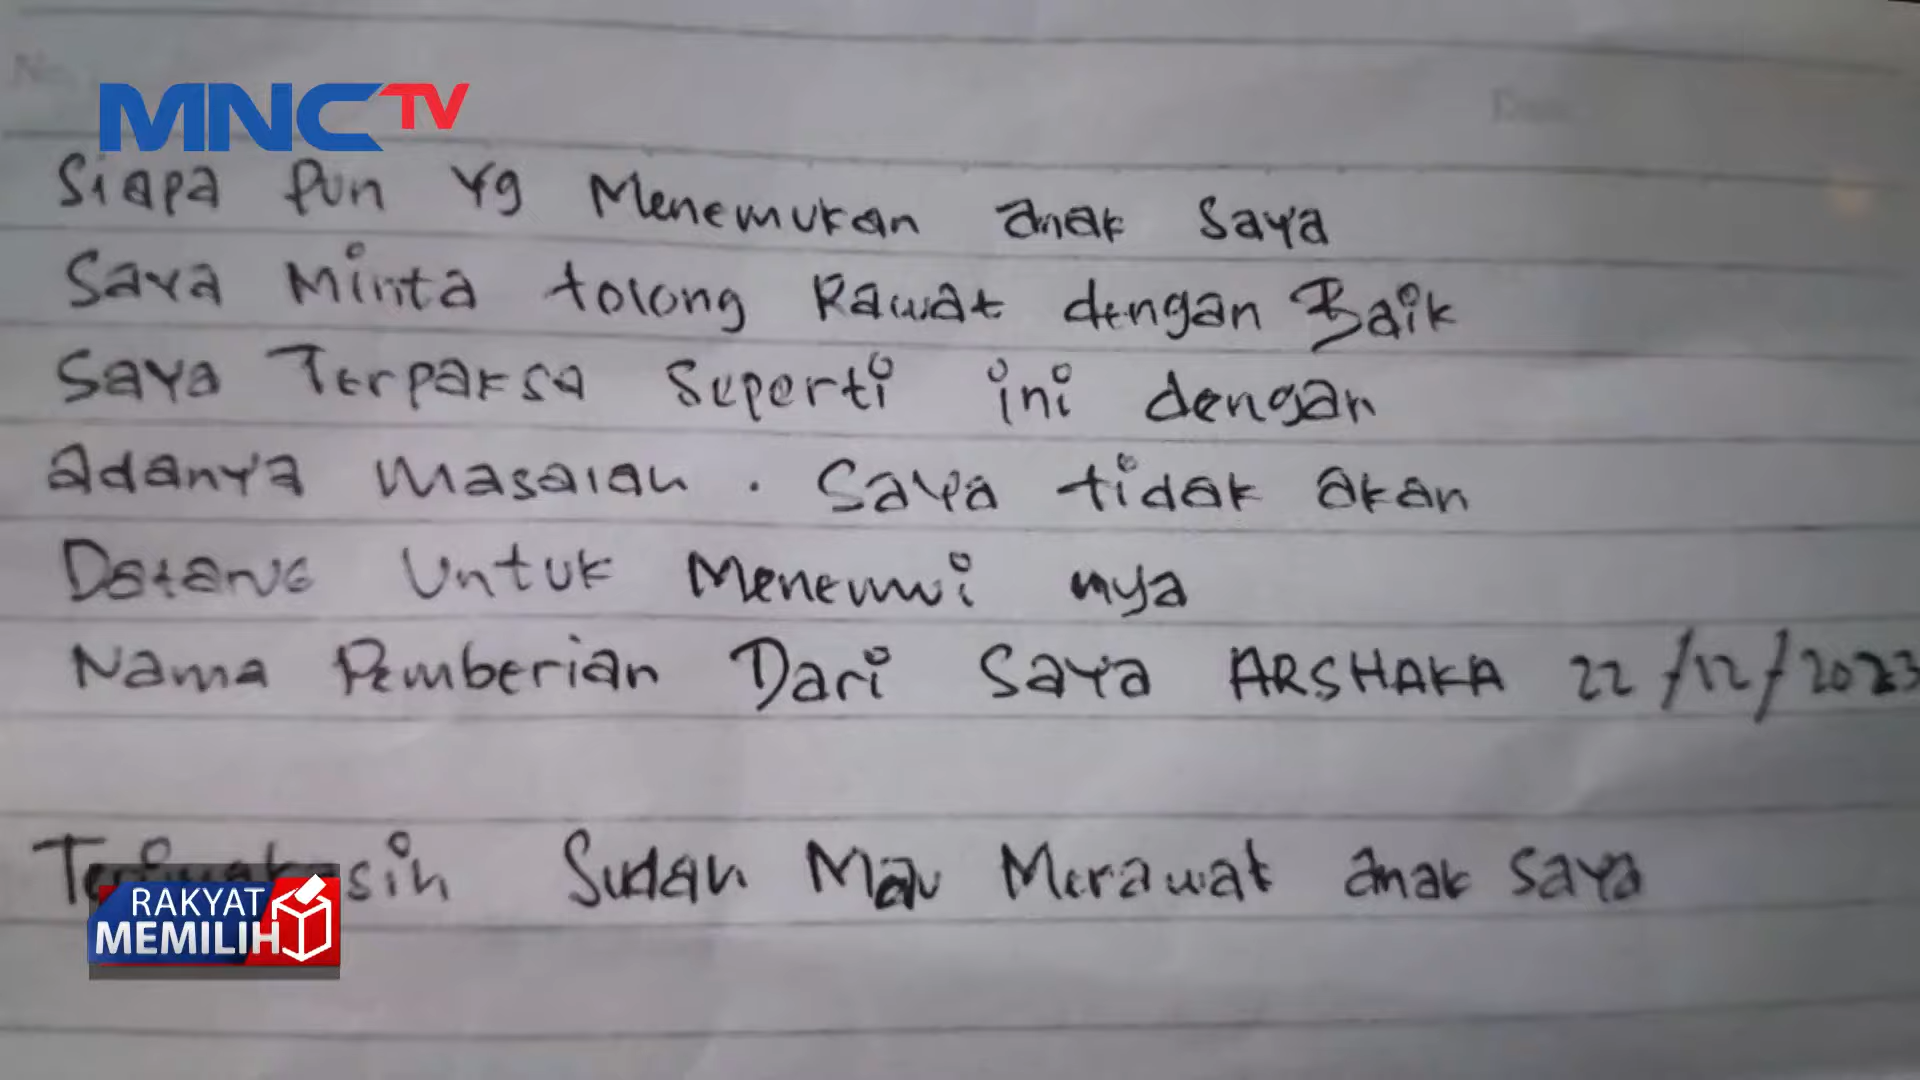 MNCTV
Siapa Pun Yg Menemukan anak Saya
Saya Minta tolong Rawat dengan Baik
Saya Terpaksa Seperti ini dengan
adanya Masalah . Saya tidak akan
Datang Untuk Menemui nya
Nama Pemberian Dari Saya ARSHAKA 22/12/2023
Terimakasih Sudah Mau Merawat anak saya
RAKYAT
MEMILIH